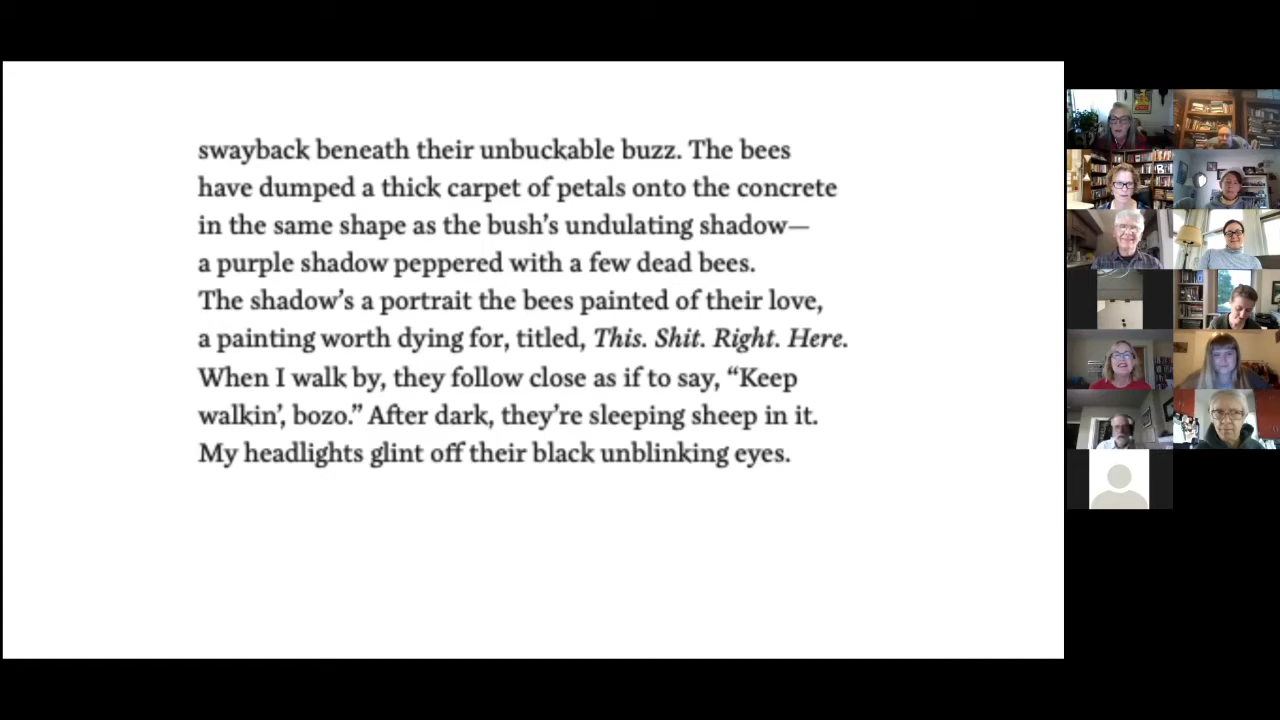 swayback beneath their unbuckable buzz. The bees
have dumped a thick carpet of petals onto the concrete
in the same shape as the bush’s undulating shadow—
a purple shadow peppered with a few dead bees.
The shadow’s a portrait the bees painted of their love,
a painting worth dying for, titled, This. Shit. Right. Here.
When I walk by, they follow close as if to say, “Keep
walkin’, bozo.” After dark, they’re sleeping sheep in it.
My headlights glint off their black unblinking eyes.